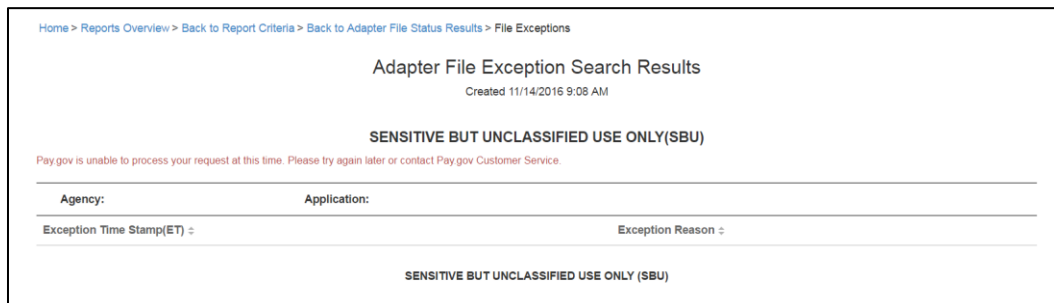 Home > Reports Overview > Back to Report Criteria > Back to Adapter File Status Results > File Exceptions
Adapter File Exception Search Results
Created 11/14/2016 9:08 AM
SENSITIVE BUT UNCLASSIFIED USE ONLY(SBU)
Pay.gov is unable to process your request at this time. Please try again later or contact Pay.gov Customer Service.
Agency: Application:
Exception Time Stamp(ET) Exception Reason
SENSITIVE BUT UNCLASSIFIED USE ONLY (SBU)